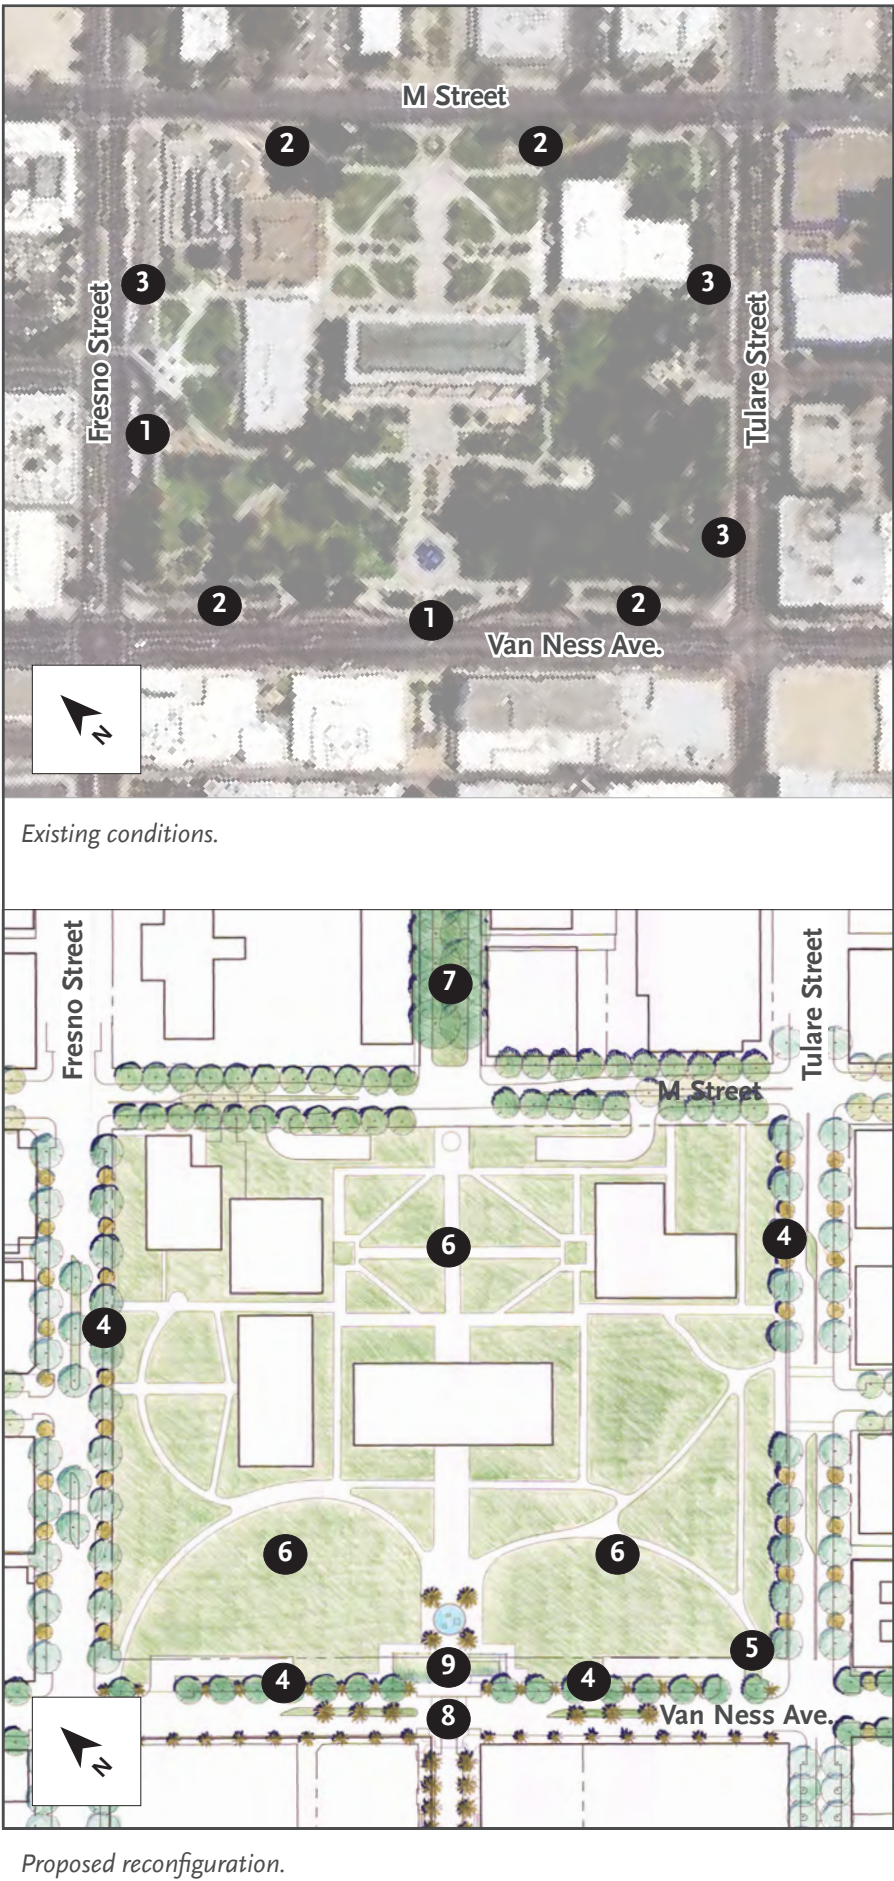 M Street
2
2
3
3
Fresno Street
Tulare Street
1
3
2
2
1
Van Ness Ave.
N
Existing conditions.
Fresno Street
Tulare Street
7
M Street
6
4
4
6
6
5
9
4
4
8
Van Ness Ave.
N
Proposed reconfiguration.